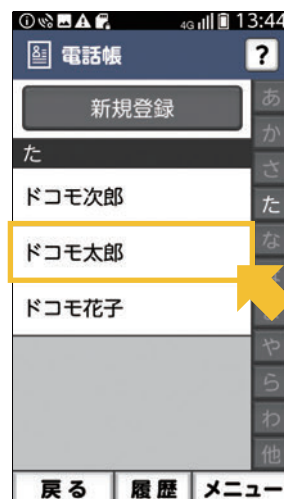 4G 13:44
電話帳 ?
新規登録
た
ドコモ次郎
ドコモ太郎
ドコモ花子
あ
か
さ
た
な
や
ら
わ
他
戻る 履歴 メニュー